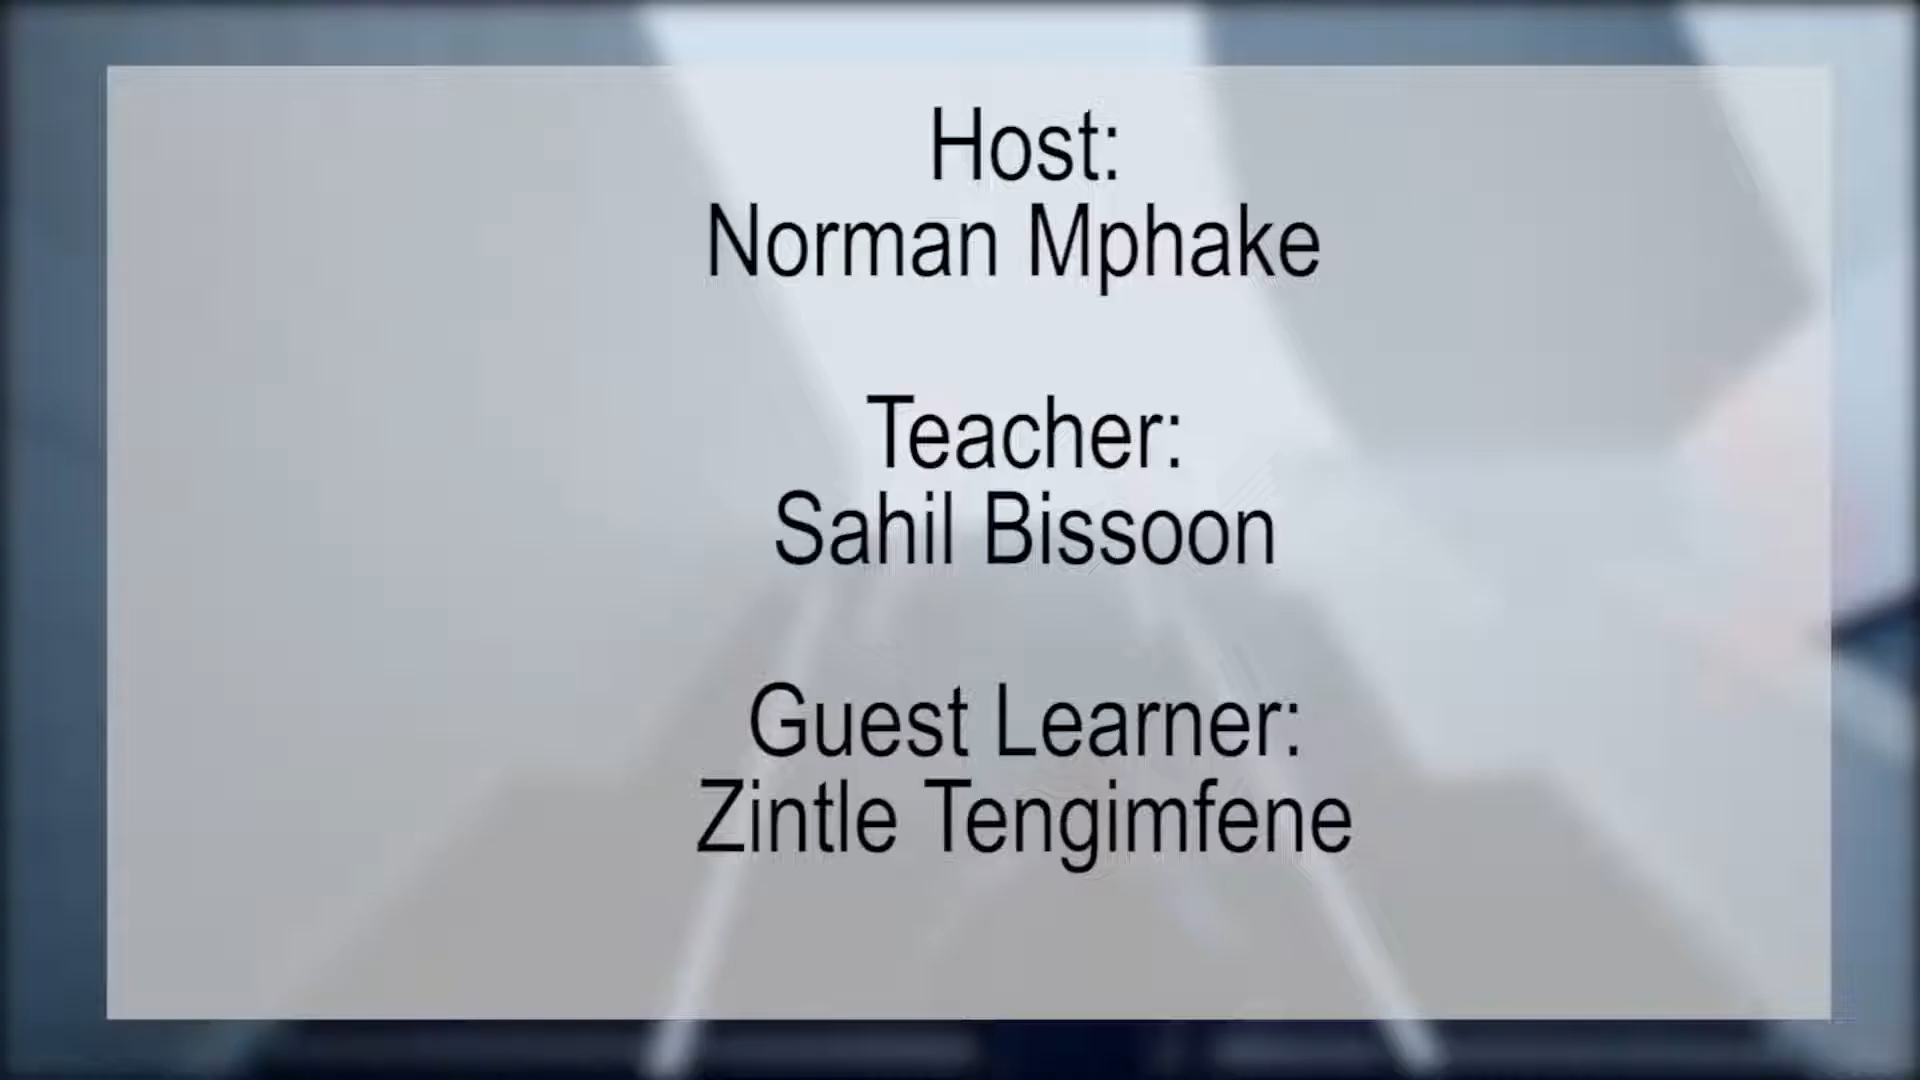 Host:
Norman Mphake
Teacher:
Sahil Bissoon
Guest Learner:
Zintle Tengimfene